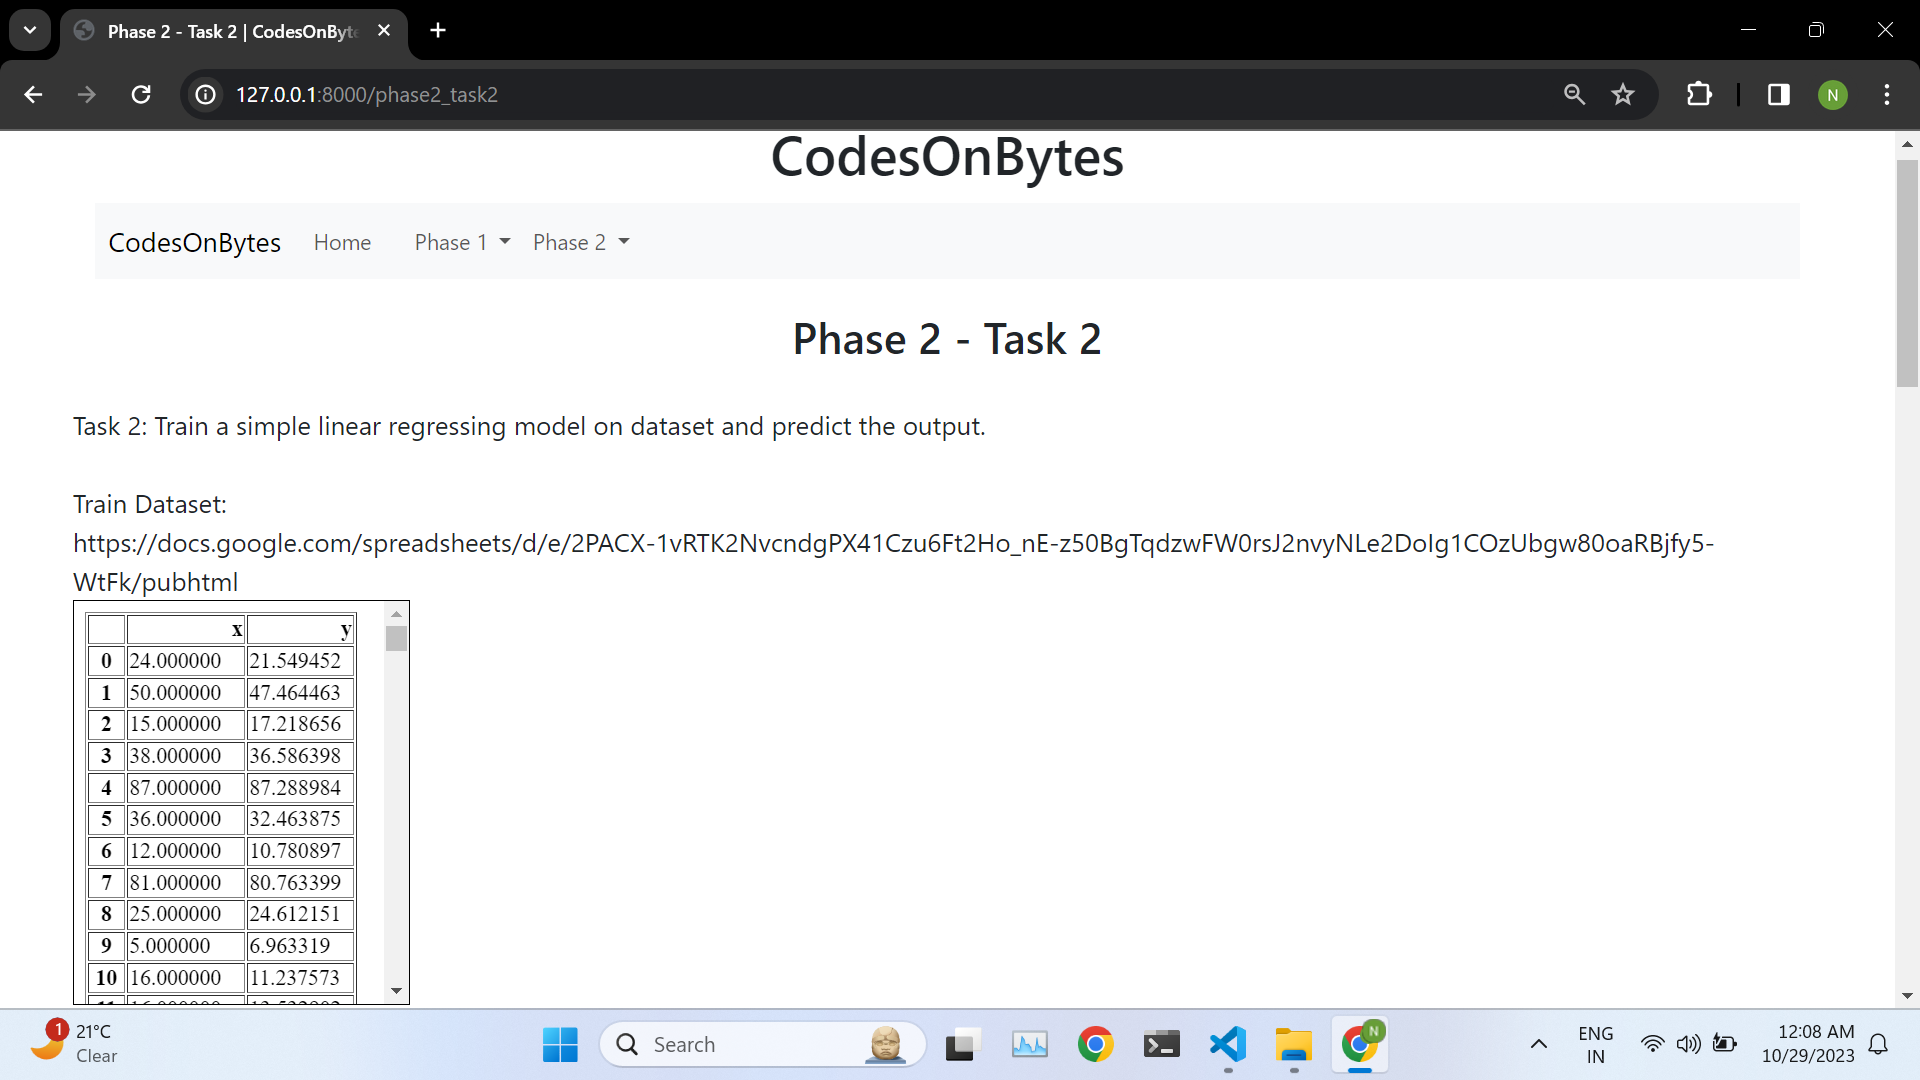 Phase 2 - Task 2 | CodesOnByte
127.0.0.1:8000/phase2_task2
N
CodesOnBytes
CodesOnBytes Home Phase 1 Phase 2
Phase 2 - Task 2
Task 2: Train a simple linear regressing model on dataset and predict the output.
Train Dataset:
https://docs.google.com/spreadsheets/d/e/2PACX-1vRTK2NvcndgPX41Czu6Ft2Ho_nE-z50BgTqdzwFW0rsJ2nvyNLe2DoIg1COzUbgw80oaRBjfy5-
WtFk/pubhtml
x y
0 24.000000 21.549452
1 50.000000 47.464463
2 15.000000 17.218656
3 38.000000 36.586398
4 87.000000 87.288984
5 36.000000 32.463875
6 12.000000 10.780897
7 81.000000 80.763399
8 25.000000 24.612151
9 5.000000 6.963319
10 16.000000 11.237573
1 21°C
Clear
Search
N
ENG
IN
12:08 AM
10/29/2023